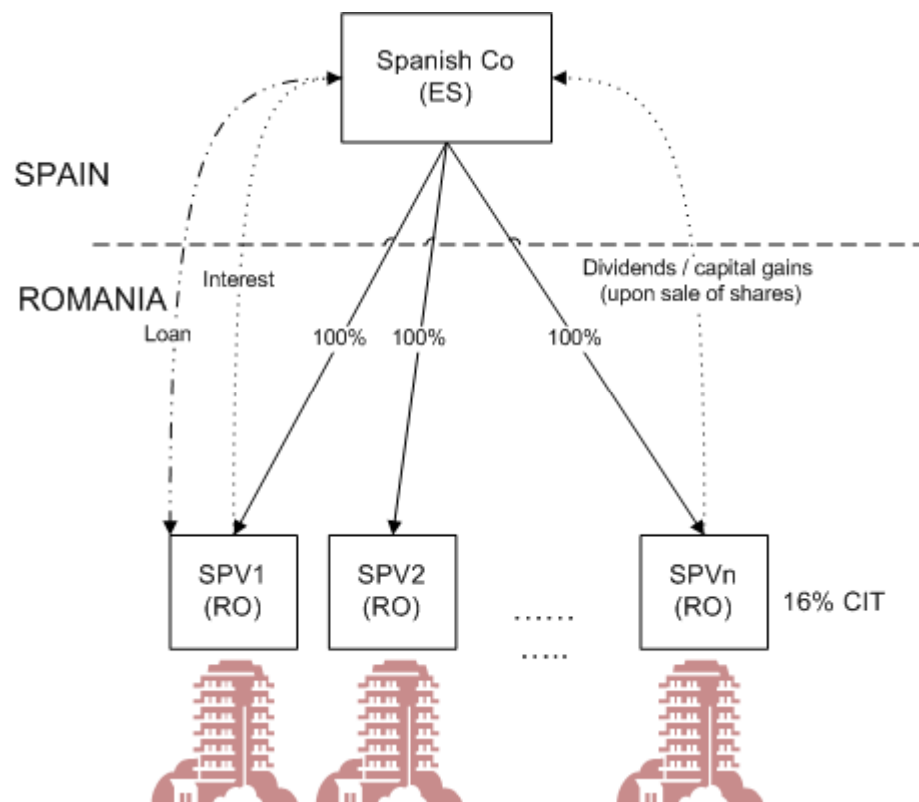 Spanish Co
(ES)
SPAIN
Interest
Dividends / capital gains
(upon sale of shares)
ROMANIA
Loan
100%
100%
100%
SPV1
(RO)
SPV2
(RO)
......
.....
SPVn
(RO)
16% CIT